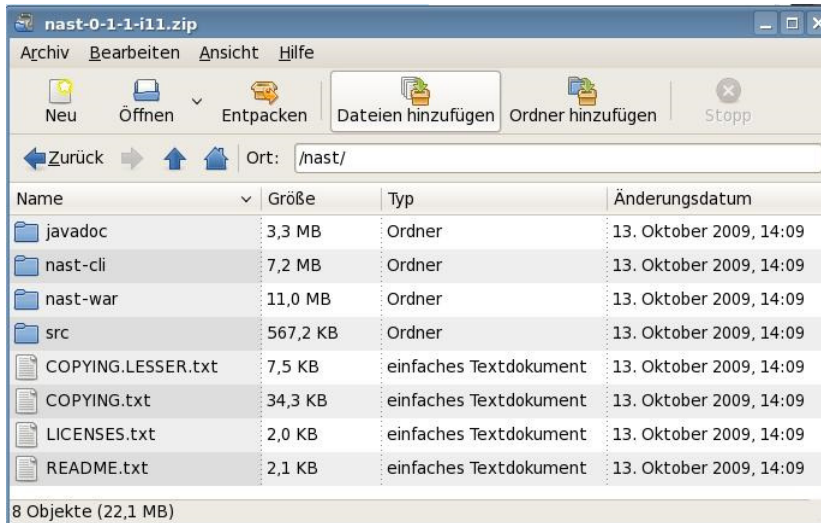 nast-0-1-1-i11.zip
Archiv Bearbeiten Ansicht Hilfe
Neu Öffnen Entpacken Dateien hinzufügen Ordner hinzufügen Stopp
Zurück Ort: /nast/
Name Größe Typ Änderungsdatum
javadoc 3,3 MB Ordner 13. Oktober 2009, 14:09
nast-cli 7,2 MB Ordner 13. Oktober 2009, 14:09
nast-war 11,0 MB Ordner 13. Oktober 2009, 14:09
src 567,2 KB Ordner 13. Oktober 2009, 14:09
COPYING.LESSER.txt 7,5 KB einfaches Textdokument 13. Oktober 2009, 14:09
COPYING.txt 34,3 KB einfaches Textdokument 13. Oktober 2009, 14:09
LICENSES.txt 2,0 KB einfaches Textdokument 13. Oktober 2009, 14:09
README.txt 2,1 KB einfaches Textdokument 13. Oktober 2009, 14:09
8 Objekte (22,1 MB)